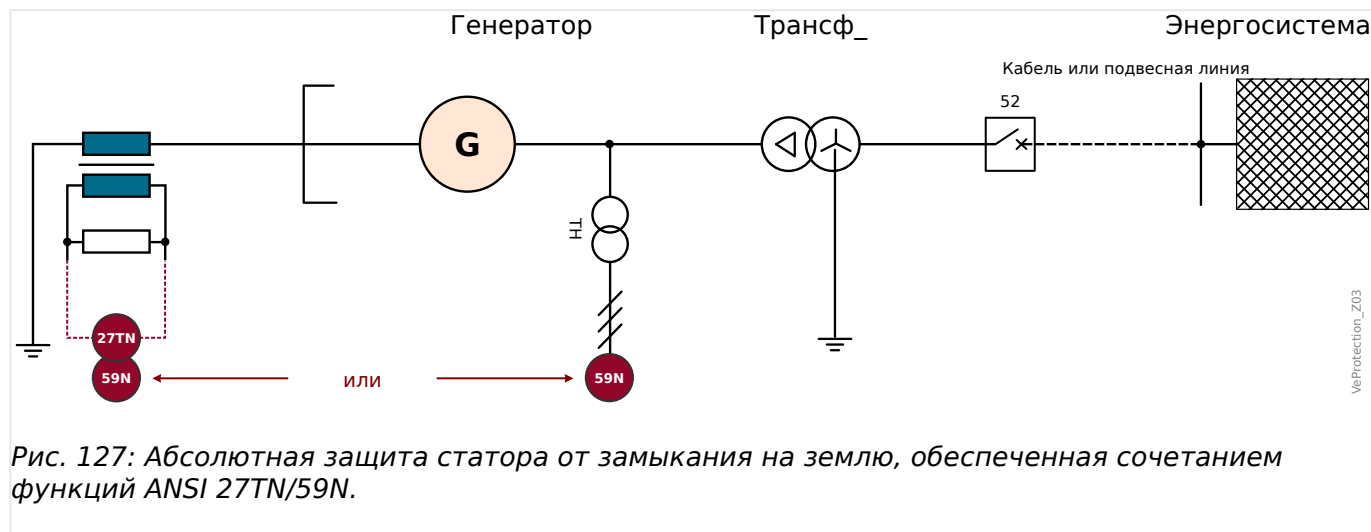 Генератор
Трансф_
Энергосистема
Кабель или подвесная линия
52
G
ТН
27TN
59N
или
59N
VeProtection_Z03
Рис. 127: Абсолютная защита статора от замыкания на землю, обеспеченная сочетанием
функций ANSI 27TN/59N.